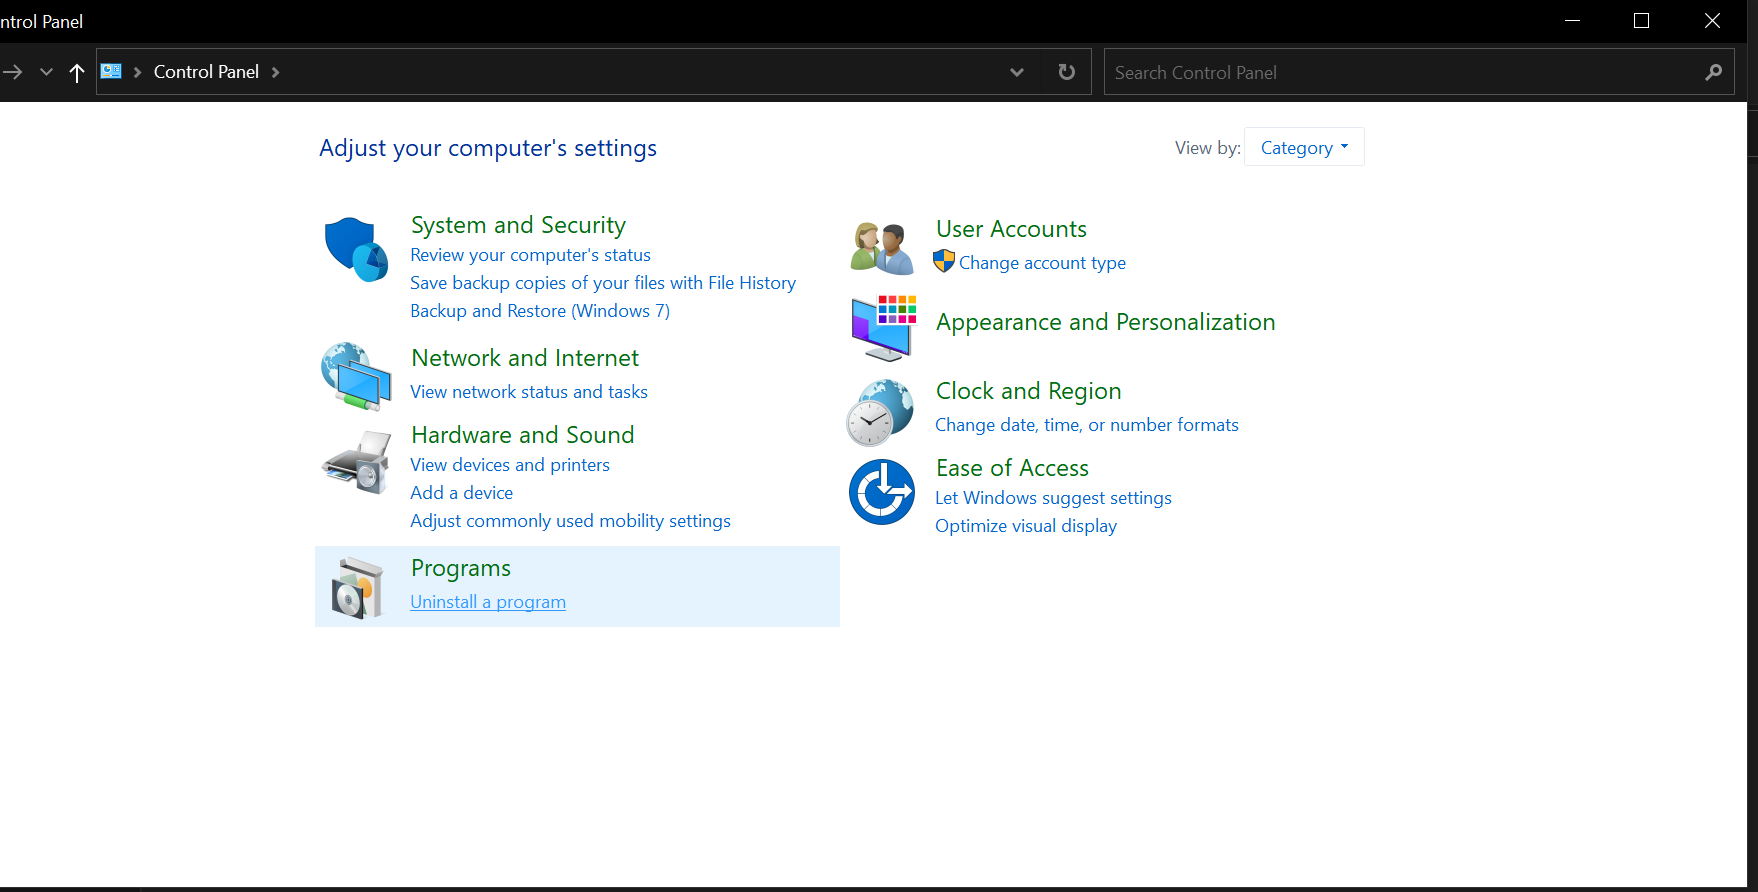 ntrol Panel
Control Panel
Search Control Panel
Adjust your computer's settings
View by: Category
System and Security
Review your computer's status
Save backup copies of your files with File History
Backup and Restore (Windows 7)
Network and Internet
View network status and tasks
Hardware and Sound
View devices and printers
Add a device
Adjust commonly used mobility settings
Programs
Uninstall a program
User Accounts
Change account type
Appearance and Personalization
Clock and Region
Change date, time, or number formats
Ease of Access
Let Windows suggest settings
Optimize visual display